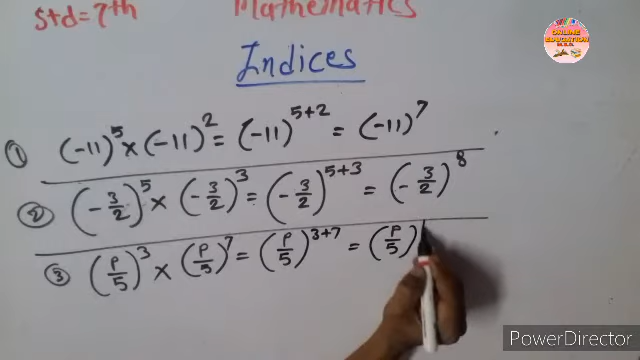 Std=7th Mathematics
ONLINE EDUCATION
Indices
① (-11)⁵ × (-11)² = (-11)⁵⁺² = (-11)⁷
② (-3/2)⁵ × (-3/2)³ = (-3/2)⁵⁺³ = (-3/2)⁸
③ (P/5)³ × (P/5)⁷ = (P/5)³⁺⁷ = (P/5)
PowerDirector